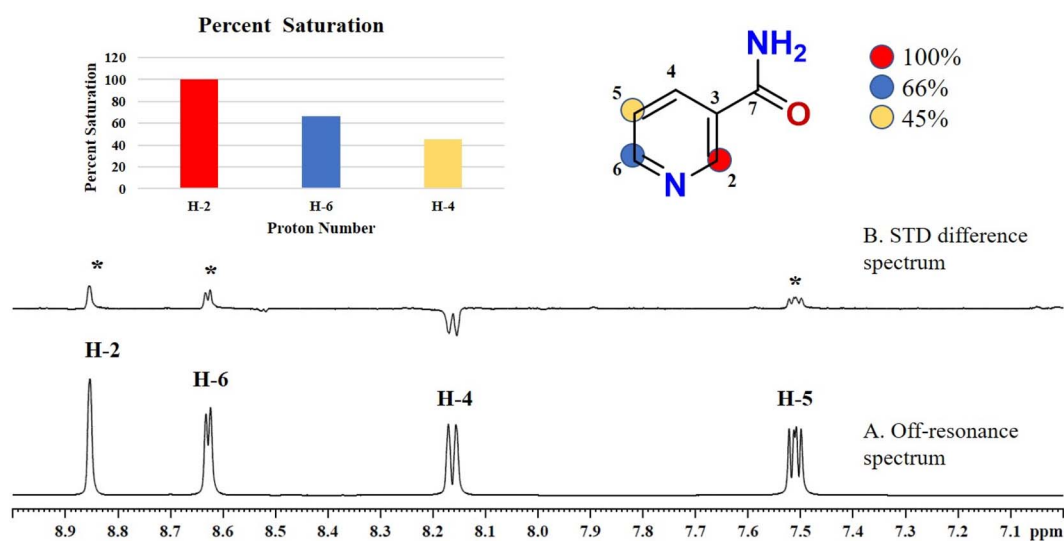 Percent Saturation
Percent Saturation
120
100
80
60
40
20
0
H-2 H-6 H-4
Proton Number
NH2
O
N
2
3
4
5
6
7
100%
66%
45%
B. STD difference
spectrum
* * *
H-2
H-6
H-4
H-5
A. Off-resonance
spectrum
8.9 8.8 8.7 8.6 8.5 8.4 8.3 8.2 8.1 8.0 7.9 7.8 7.7 7.6 7.5 7.4 7.3 7.2 7.1 ppm